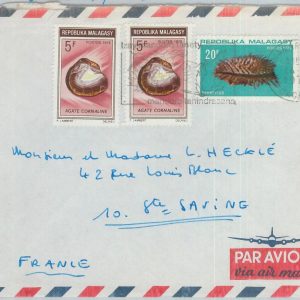 REPOBLIKA MALAGASY
REPOBLIKA MALAGASY
REPOBLIKA MALAGASY
5F
5F
20F
AGATE CORNALINE
AGATE CORNALINE
Monsieur et Madame L. HECKLÉ
42 Rue Louis Blanc
10. Ste SAVINE
FRANCE
PAR AVION
via air mail